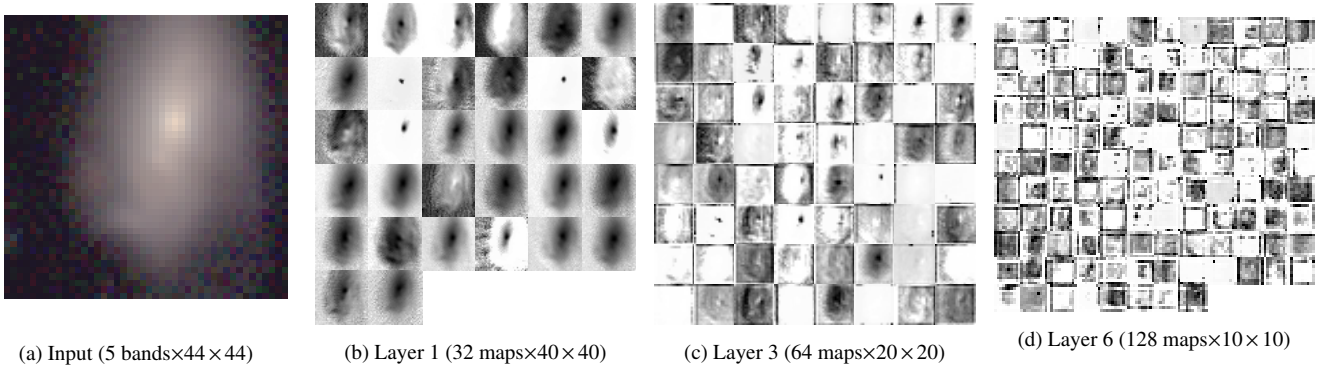 (a) Input (5 bands×44×44)
(b) Layer 1 (32 maps×40×40)
(c) Layer 3 (64 maps×20×20)
(d) Layer 6 (128 maps×10×10)